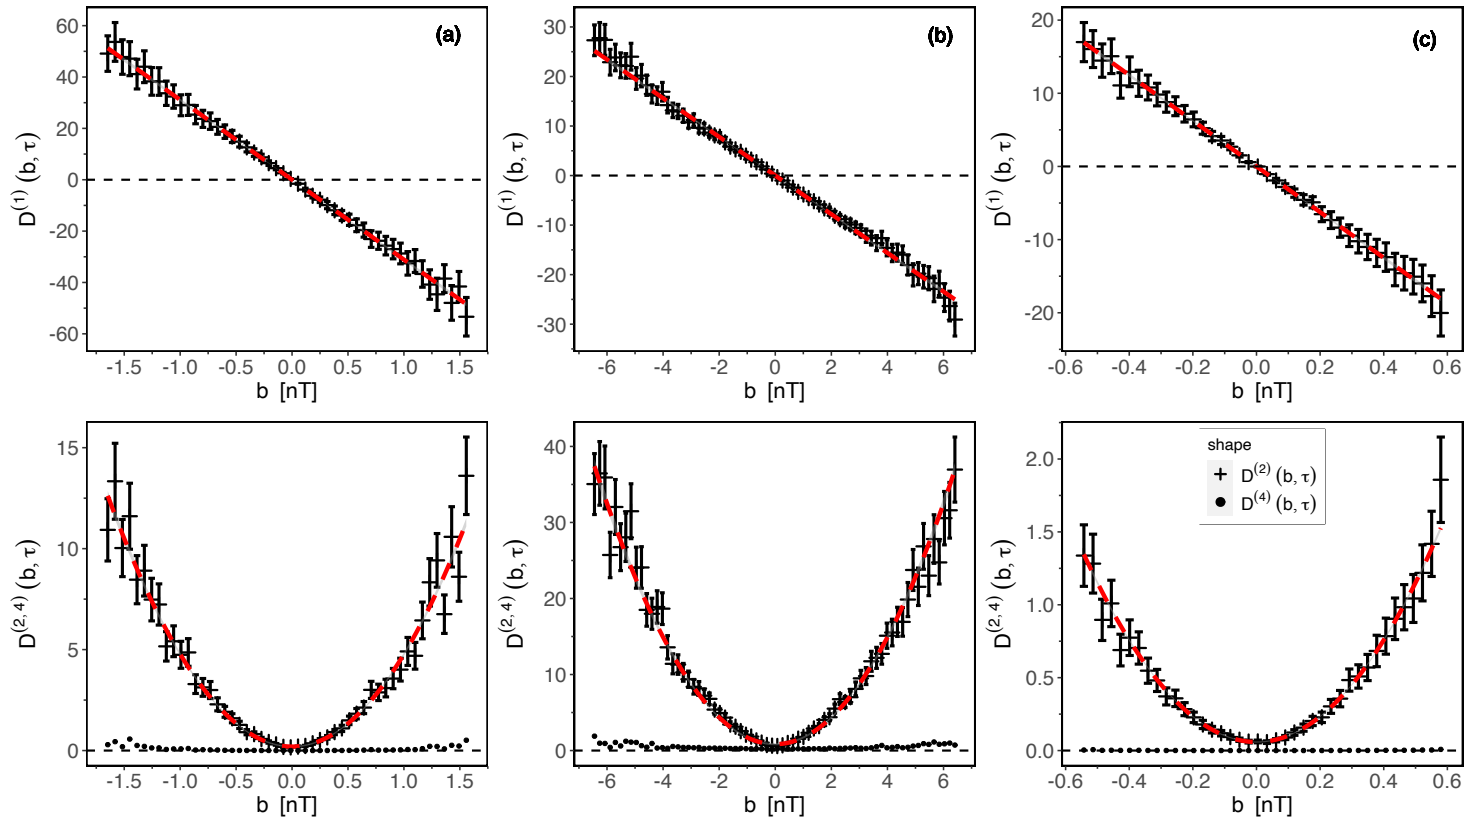 (a)
D(1) (b, τ)
60
40
20
0
-20
-40
-60
-1.5 -1.0 -0.5 0.0 0.5 1.0 1.5
b [nT]
(b)
D(1) (b, τ)
30
20
10
0
-10
-20
-30
-6 -4 -2 0 2 4 6
b [nT]
(c)
D(1) (b, τ)
20
10
0
-10
-20
-0.6 -0.4 -0.2 0.0 0.2 0.4 0.6
b [nT]
D(2,4) (b, τ)
15
10
5
0
-1.5 -1.0 -0.5 0.0 0.5 1.0 1.5
b [nT]
D(2,4) (b, τ)
40
30
20
10
0
-6 -4 -2 0 2 4 6
b [nT]
D(2,4) (b, τ)
2.0
1.5
1.0
0.5
0.0
shape
D(2) (b, τ)
D(4) (b, τ)
-0.6 -0.4 -0.2 0.0 0.2 0.4 0.6
b [nT]